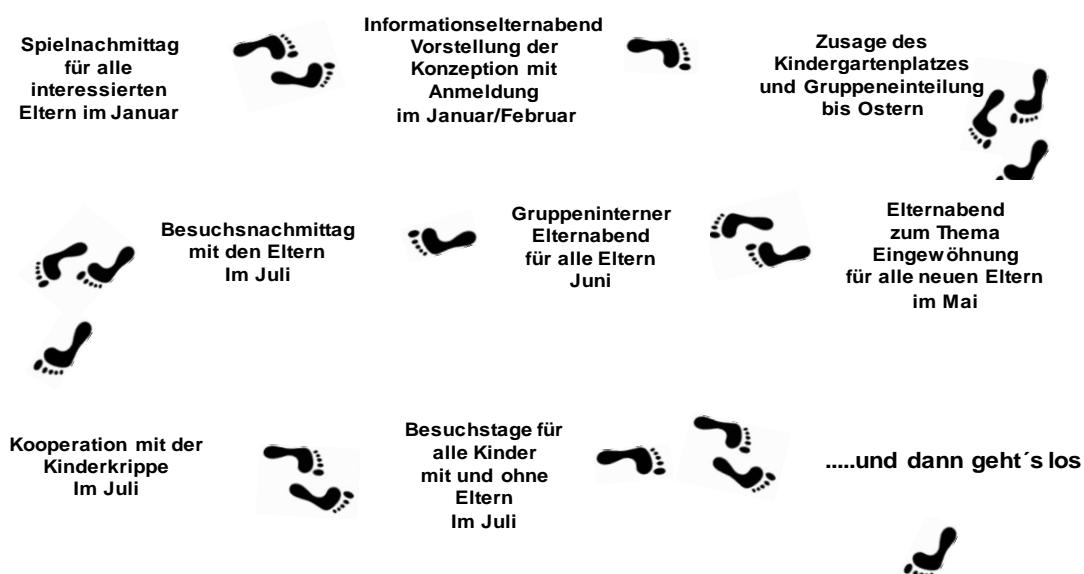 Spielnachmittag
für alle
interessierten
Eltern im Januar
Informationselternabend
Vorstellung der
Konzeption mit
Anmeldung
im Januar/Februar
Zusage des
Kindergartenplatzes
und Gruppeneinteilung
bis Ostern
Elternabend
zum Thema
Eingewöhnung
für alle neuen Eltern
im Mai
Gruppeninterner
Elternabend
für alle Eltern
Juni
Besuchsnachmittag
mit den Eltern
Im Juli
Kooperation mit der
Kinderkrippe
Im Juli
Besuchstage für
alle Kinder
mit und ohne
Eltern
Im Juli
.....und dann geht´s los